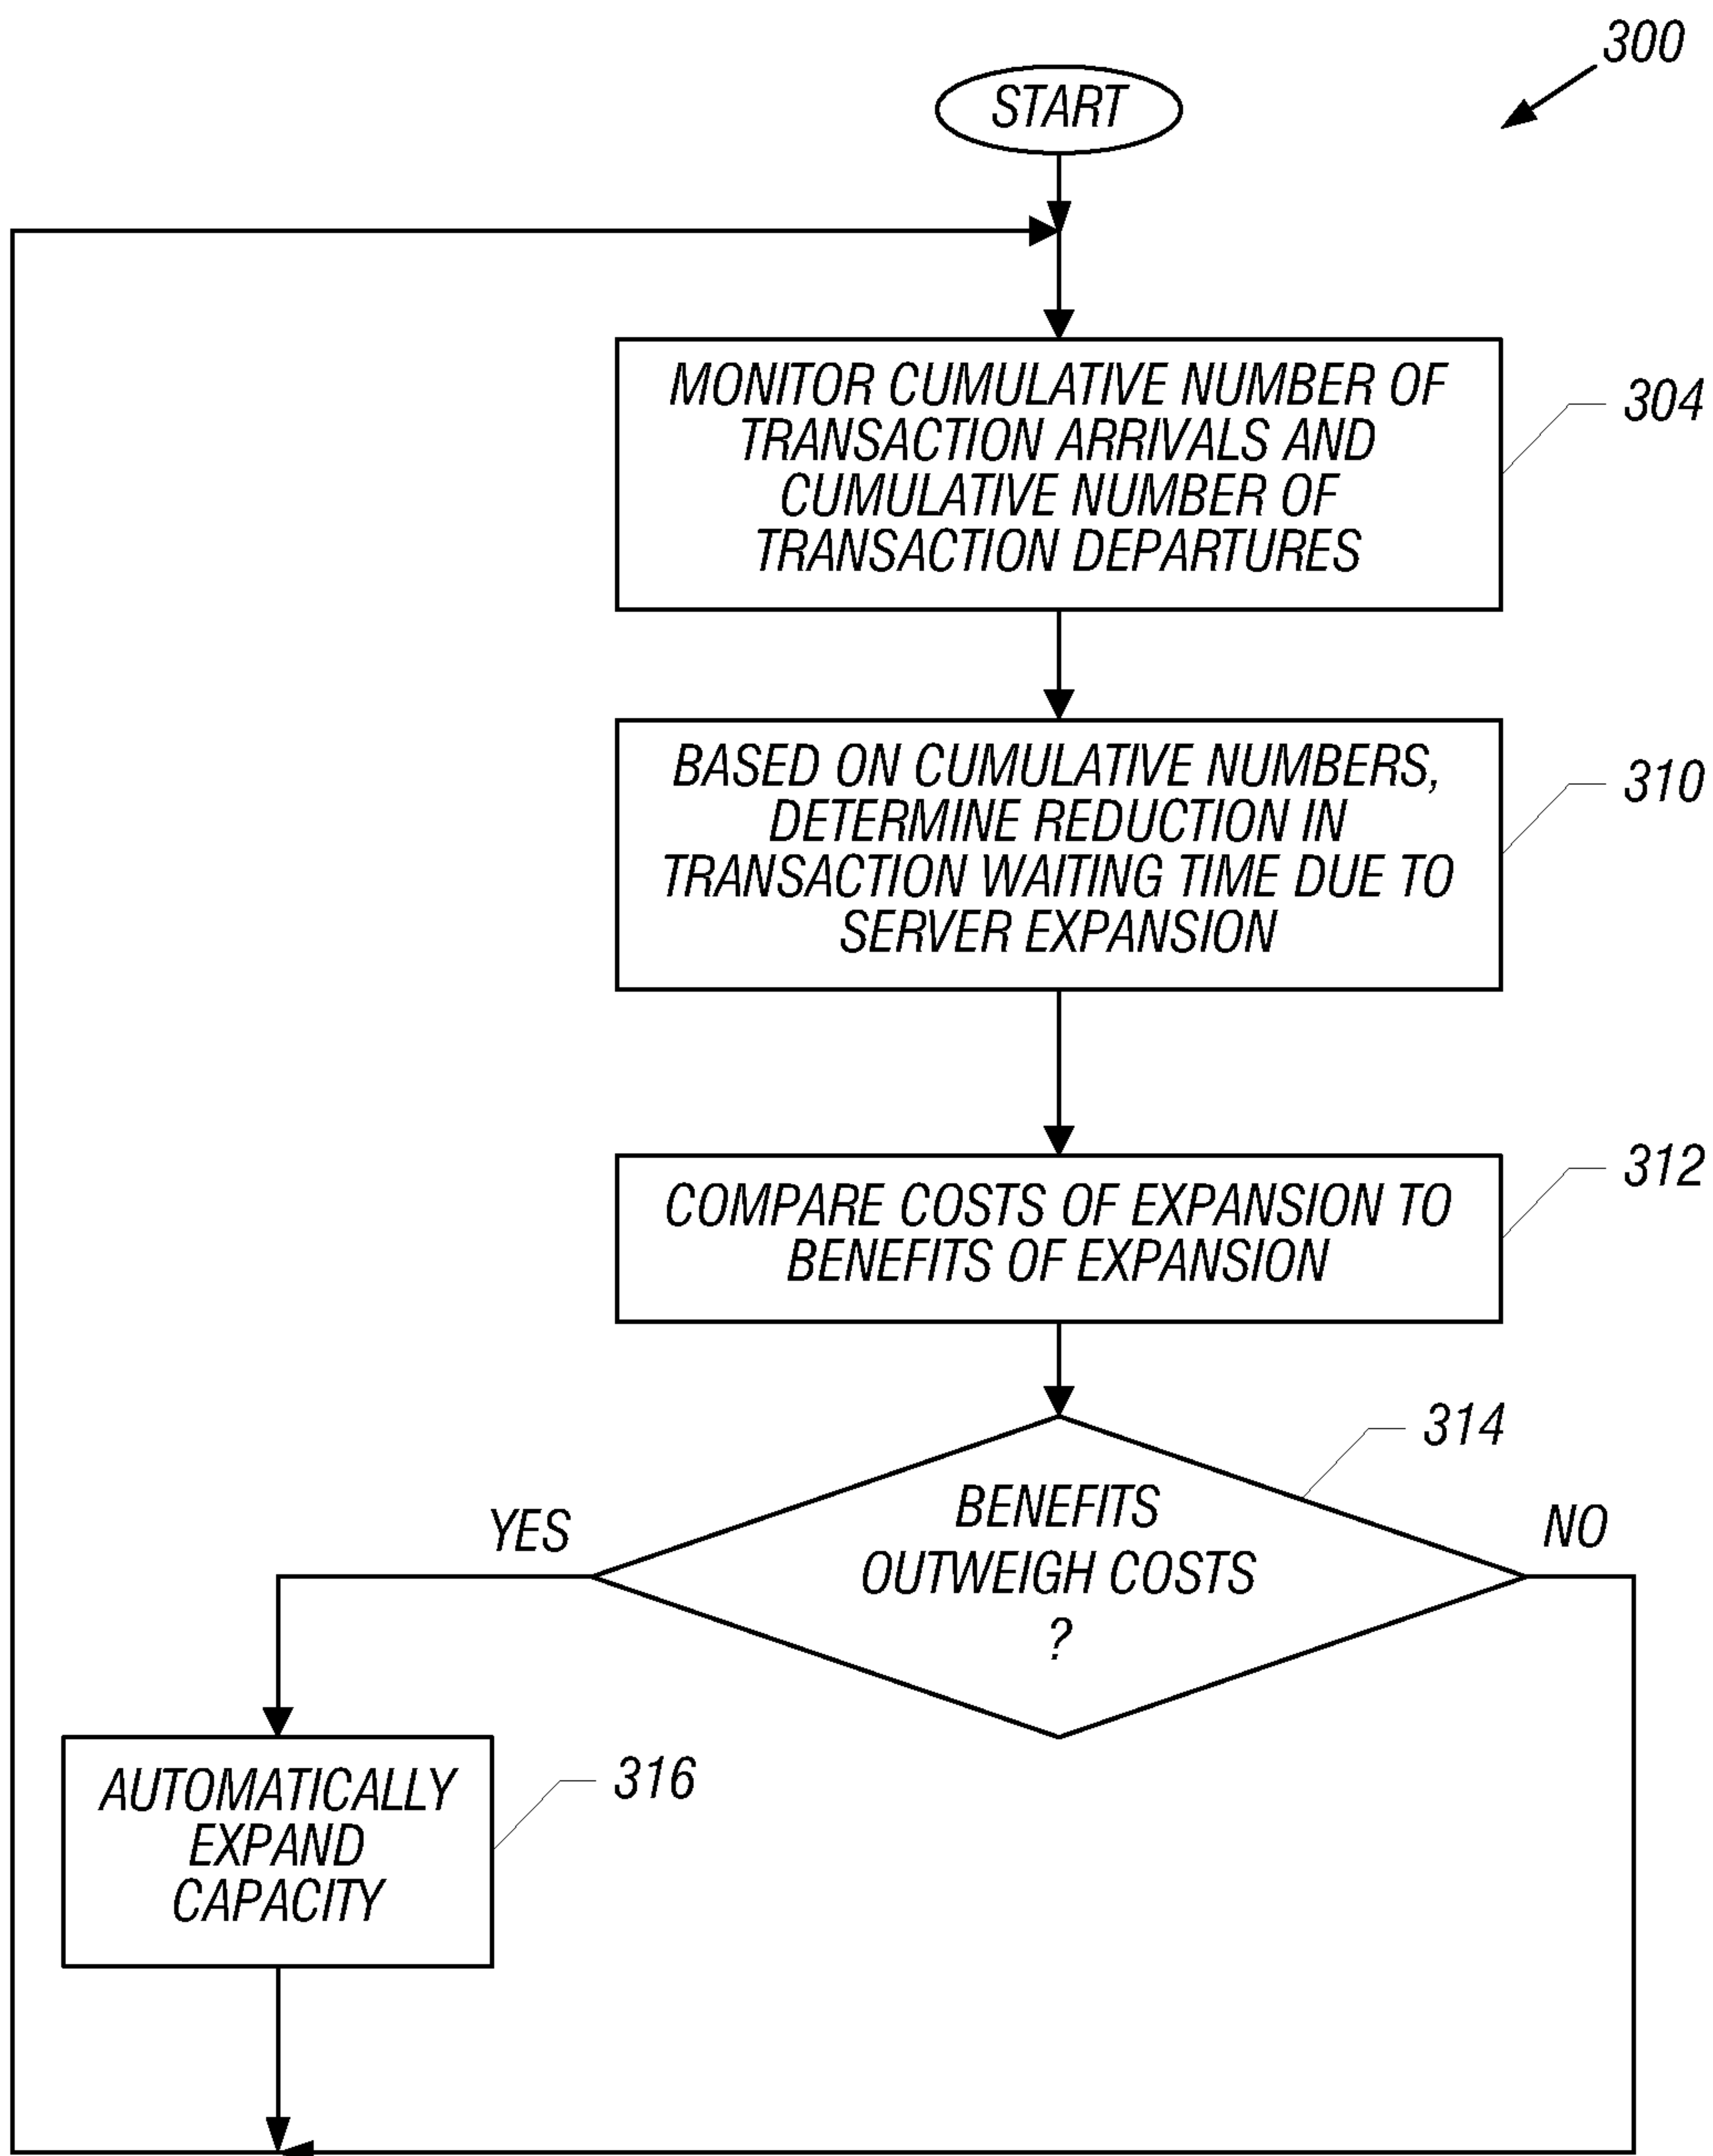 300
START
MONITOR CUMULATIVE NUMBER OF
TRANSACTION ARRIVALS AND
CUMULATIVE NUMBER OF
TRANSACTION DEPARTURES
304
BASED ON CUMULATIVE NUMBERS,
DETERMINE REDUCTION IN
TRANSACTION WAITING TIME DUE TO
SERVER EXPANSION
310
COMPARE COSTS OF EXPANSION TO
BENEFITS OF EXPANSION
312
314
YES
BENEFITS
OUTWEIGH COSTS
?
NO
AUTOMATICALLY
EXPAND
CAPACITY
316